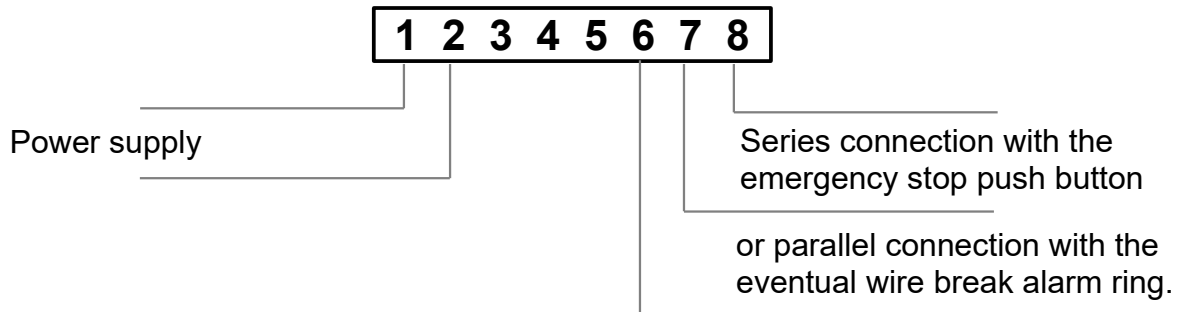 1 2 3 4 5 6 7 8
Power supply
Series connection with the
emergency stop push button
or parallel connection with the
eventual wire break alarm ring.